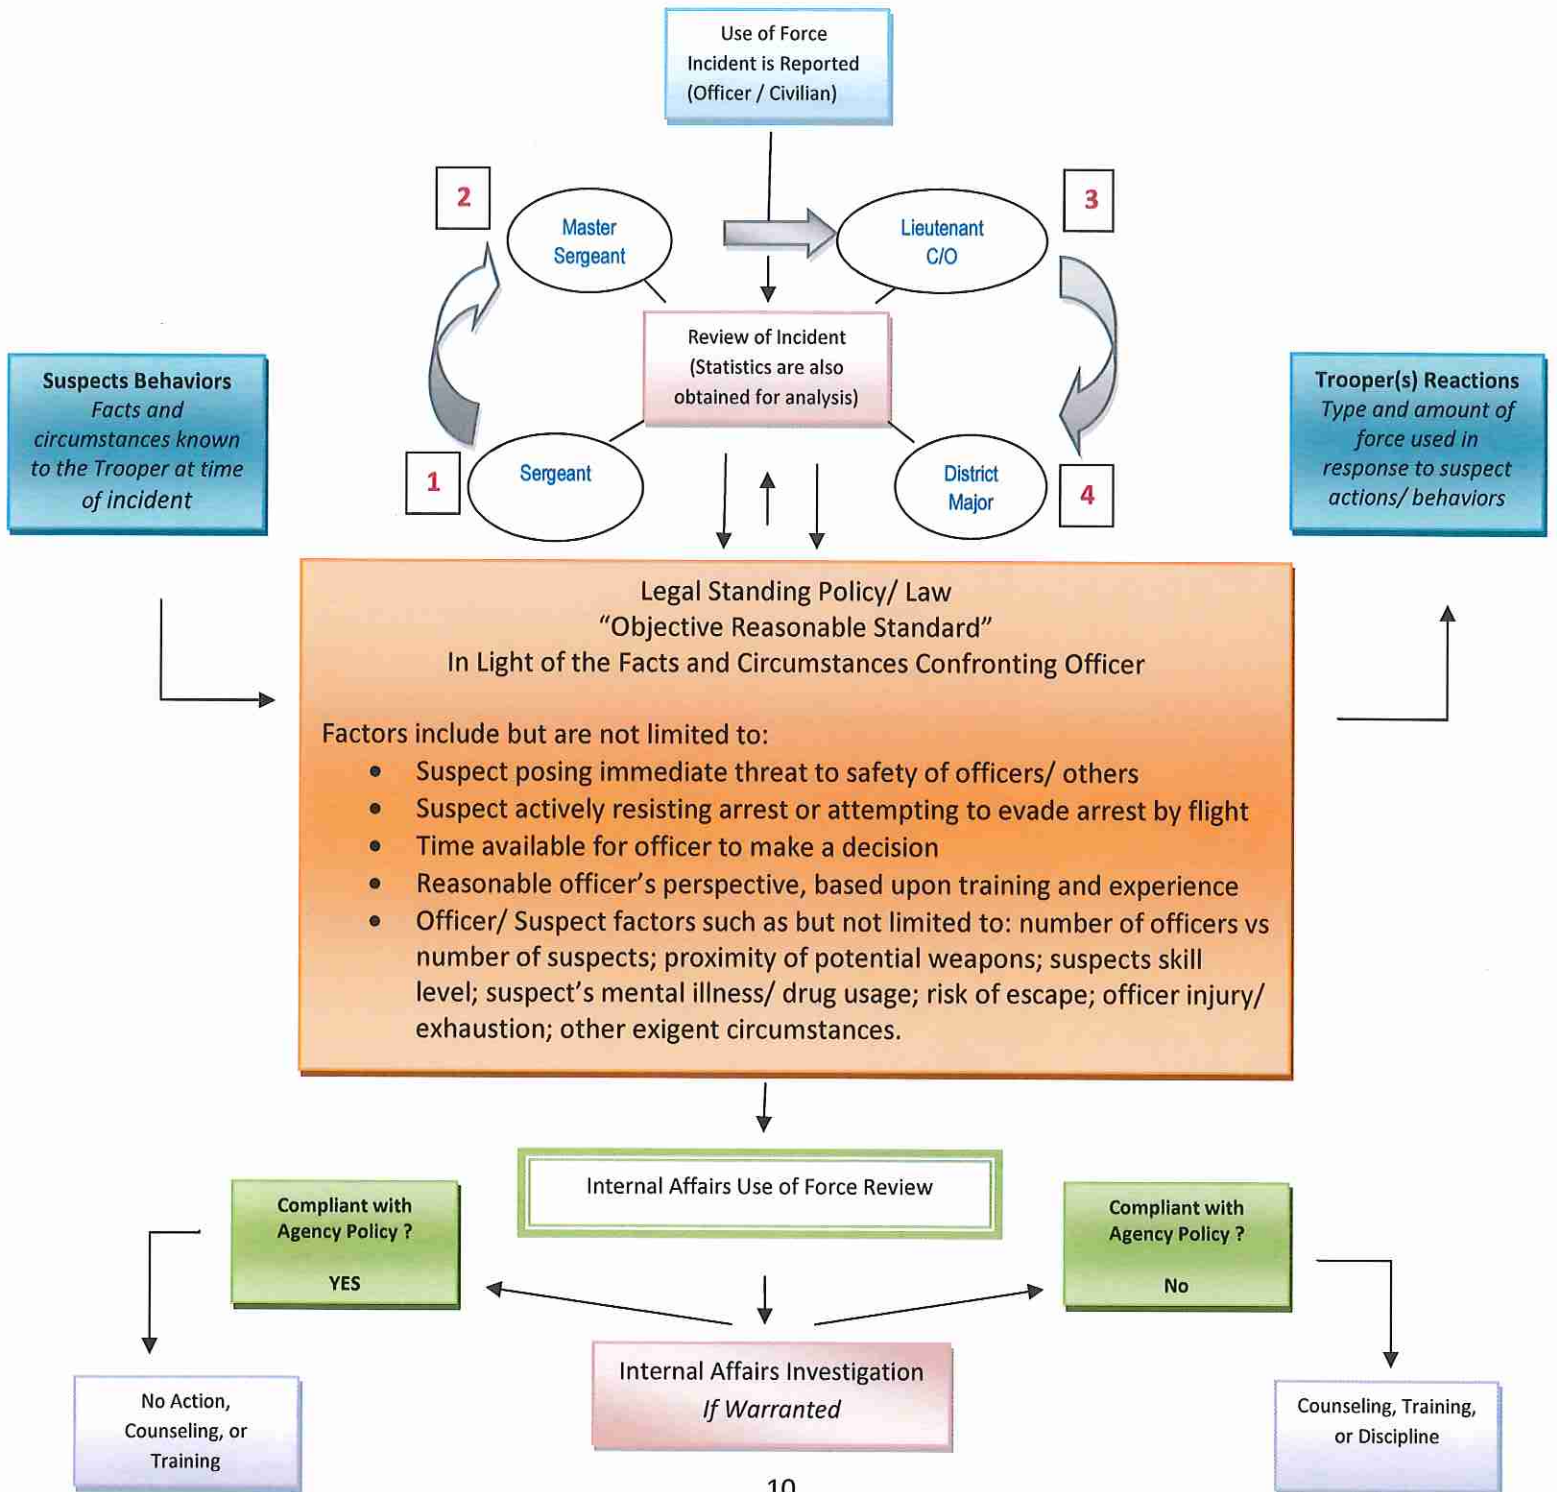 Use of Force
Incident is Reported
(Officer / Civilian)
2
Master
Sergeant
Lieutenant
C/O
3
Review of Incident
(Statistics are also
obtained for analysis)
Suspects Behaviors
Facts and
circumstances known
to the Trooper at time
of incident
Trooper(s) Reactions
Type and amount of
force used in
response to suspect
actions/ behaviors
1
Sergeant
District
Major
4
Legal Standing Policy/ Law
“Objective Reasonable Standard”
In Light of the Facts and Circumstances Confronting Officer
Factors include but are not limited to:
• Suspect posing immediate threat to safety of officers/ others
• Suspect actively resisting arrest or attempting to evade arrest by flight
• Time available for officer to make a decision
• Reasonable officer’s perspective, based upon training and experience
• Officer/ Suspect factors such as but not limited to: number of officers vs
number of suspects; proximity of potential weapons; suspects skill
level; suspect’s mental illness/ drug usage; risk of escape; officer injury/
exhaustion; other exigent circumstances.
Internal Affairs Use of Force Review
Compliant with
Agency Policy ?
YES
Compliant with
Agency Policy ?
No
Internal Affairs Investigation
If Warranted
No Action,
Counseling, or
Training
Counseling, Training,
or Discipline
10